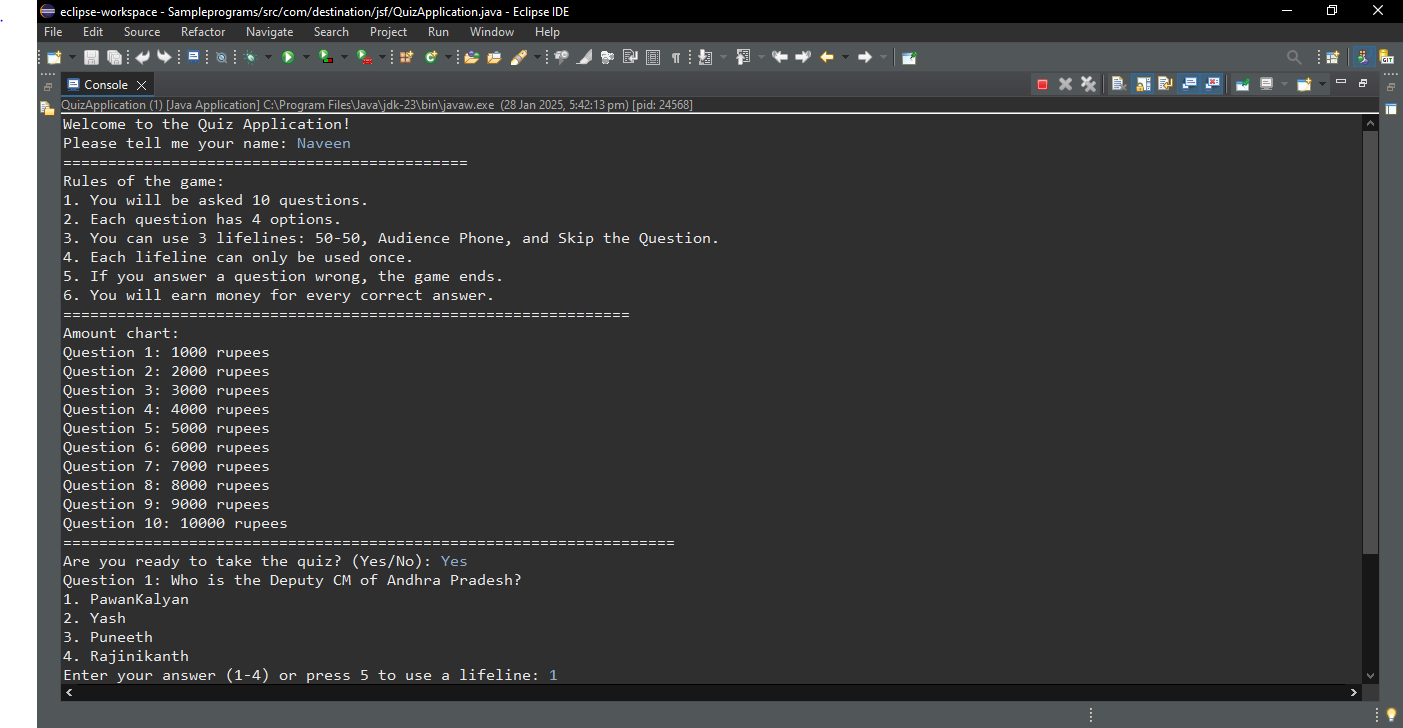 eclipse-workspace - Sampleprograms/src/com/destination/jsf/QuizApplication.java - Eclipse IDE
File Edit Source Refactor Navigate Search Project Run Window Help
Console
QuizApplication (1) [Java Application] C:\Program Files\Java\jdk-23\bin\javaw.exe (28 Jan 2025, 5:42:13 pm) [pid: 24568]
Welcome to the Quiz Application!
Please tell me your name: Naveen
=============================================
Rules of the game:
1. You will be asked 10 questions.
2. Each question has 4 options.
3. You can use 3 lifelines: 50-50, Audience Phone, and Skip the Question.
4. Each lifeline can only be used once.
5. If you answer a question wrong, the game ends.
6. You will earn money for every correct answer.
===============================================================
Amount chart:
Question 1: 1000 rupees
Question 2: 2000 rupees
Question 3: 3000 rupees
Question 4: 4000 rupees
Question 5: 5000 rupees
Question 6: 6000 rupees
Question 7: 7000 rupees
Question 8: 8000 rupees
Question 9: 9000 rupees
Question 10: 10000 rupees
====================================================================
Are you ready to take the quiz? (Yes/No): Yes
Question 1: Who is the Deputy CM of Andhra Pradesh?
1. PawanKalyan
2. Yash
3. Puneeth
4. Rajinikanth
Enter your answer (1-4) or press 5 to use a lifeline: 1